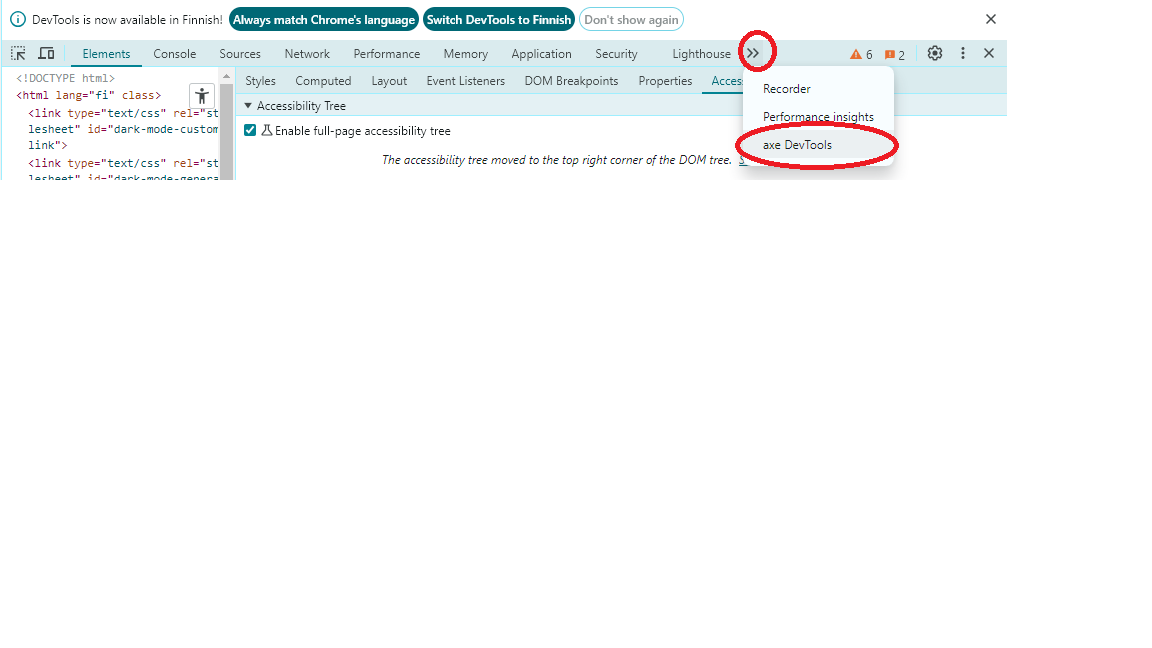 DevTools is now available in Finnish! Always match Chrome's language Switch DevTools to Finnish Don't show again
Elements Console Sources Network Performance Memory Application Security Lighthouse 6 2
<!DOCTYPE html>
<html lang="fi" class>
<link type="text/css" rel="st
lesheet" id="dark-mode-custom
link">
<link type="text/css" rel="st
lesheet" id="dark-mode-genera
Styles Computed Layout Event Listeners DOM Breakpoints Properties Acces
Accessibility Tree
Enable full-page accessibility tree
The accessibility tree moved to the top right corner of the DOM tree.
Recorder
Performance insights
axe DevTools